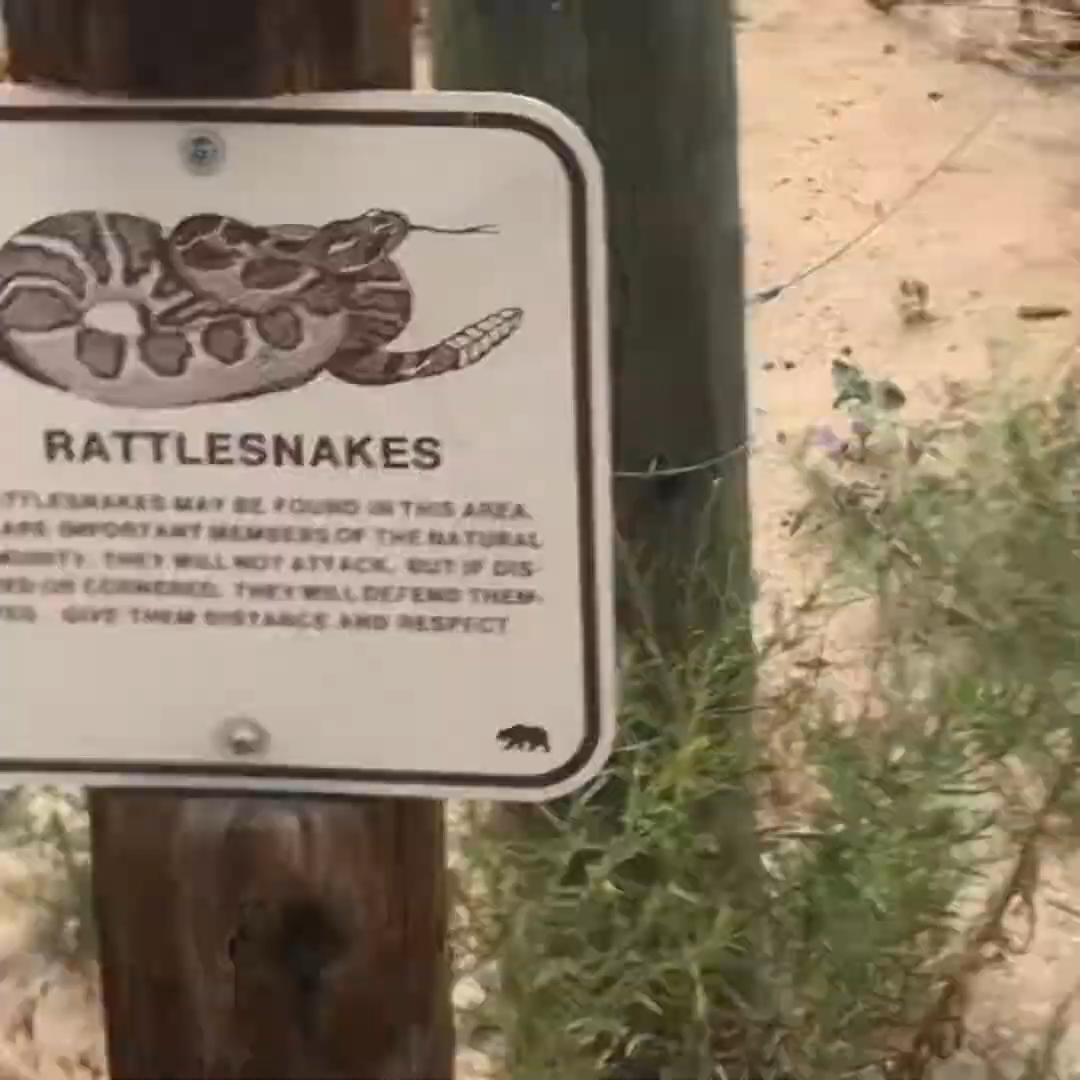 RATTLESNAKES
TTLESNAKES MAY BE FOUND IN THIS AREA.
ARE IMPORTANT MEMBERS OF THE NATURAL
THEY WILL NOT ATTACK, BUT IF DIS-
OR CORNERED, THEY WILL DEFEND THEM-
GIVE THEM DISTANCE AND RESPECT